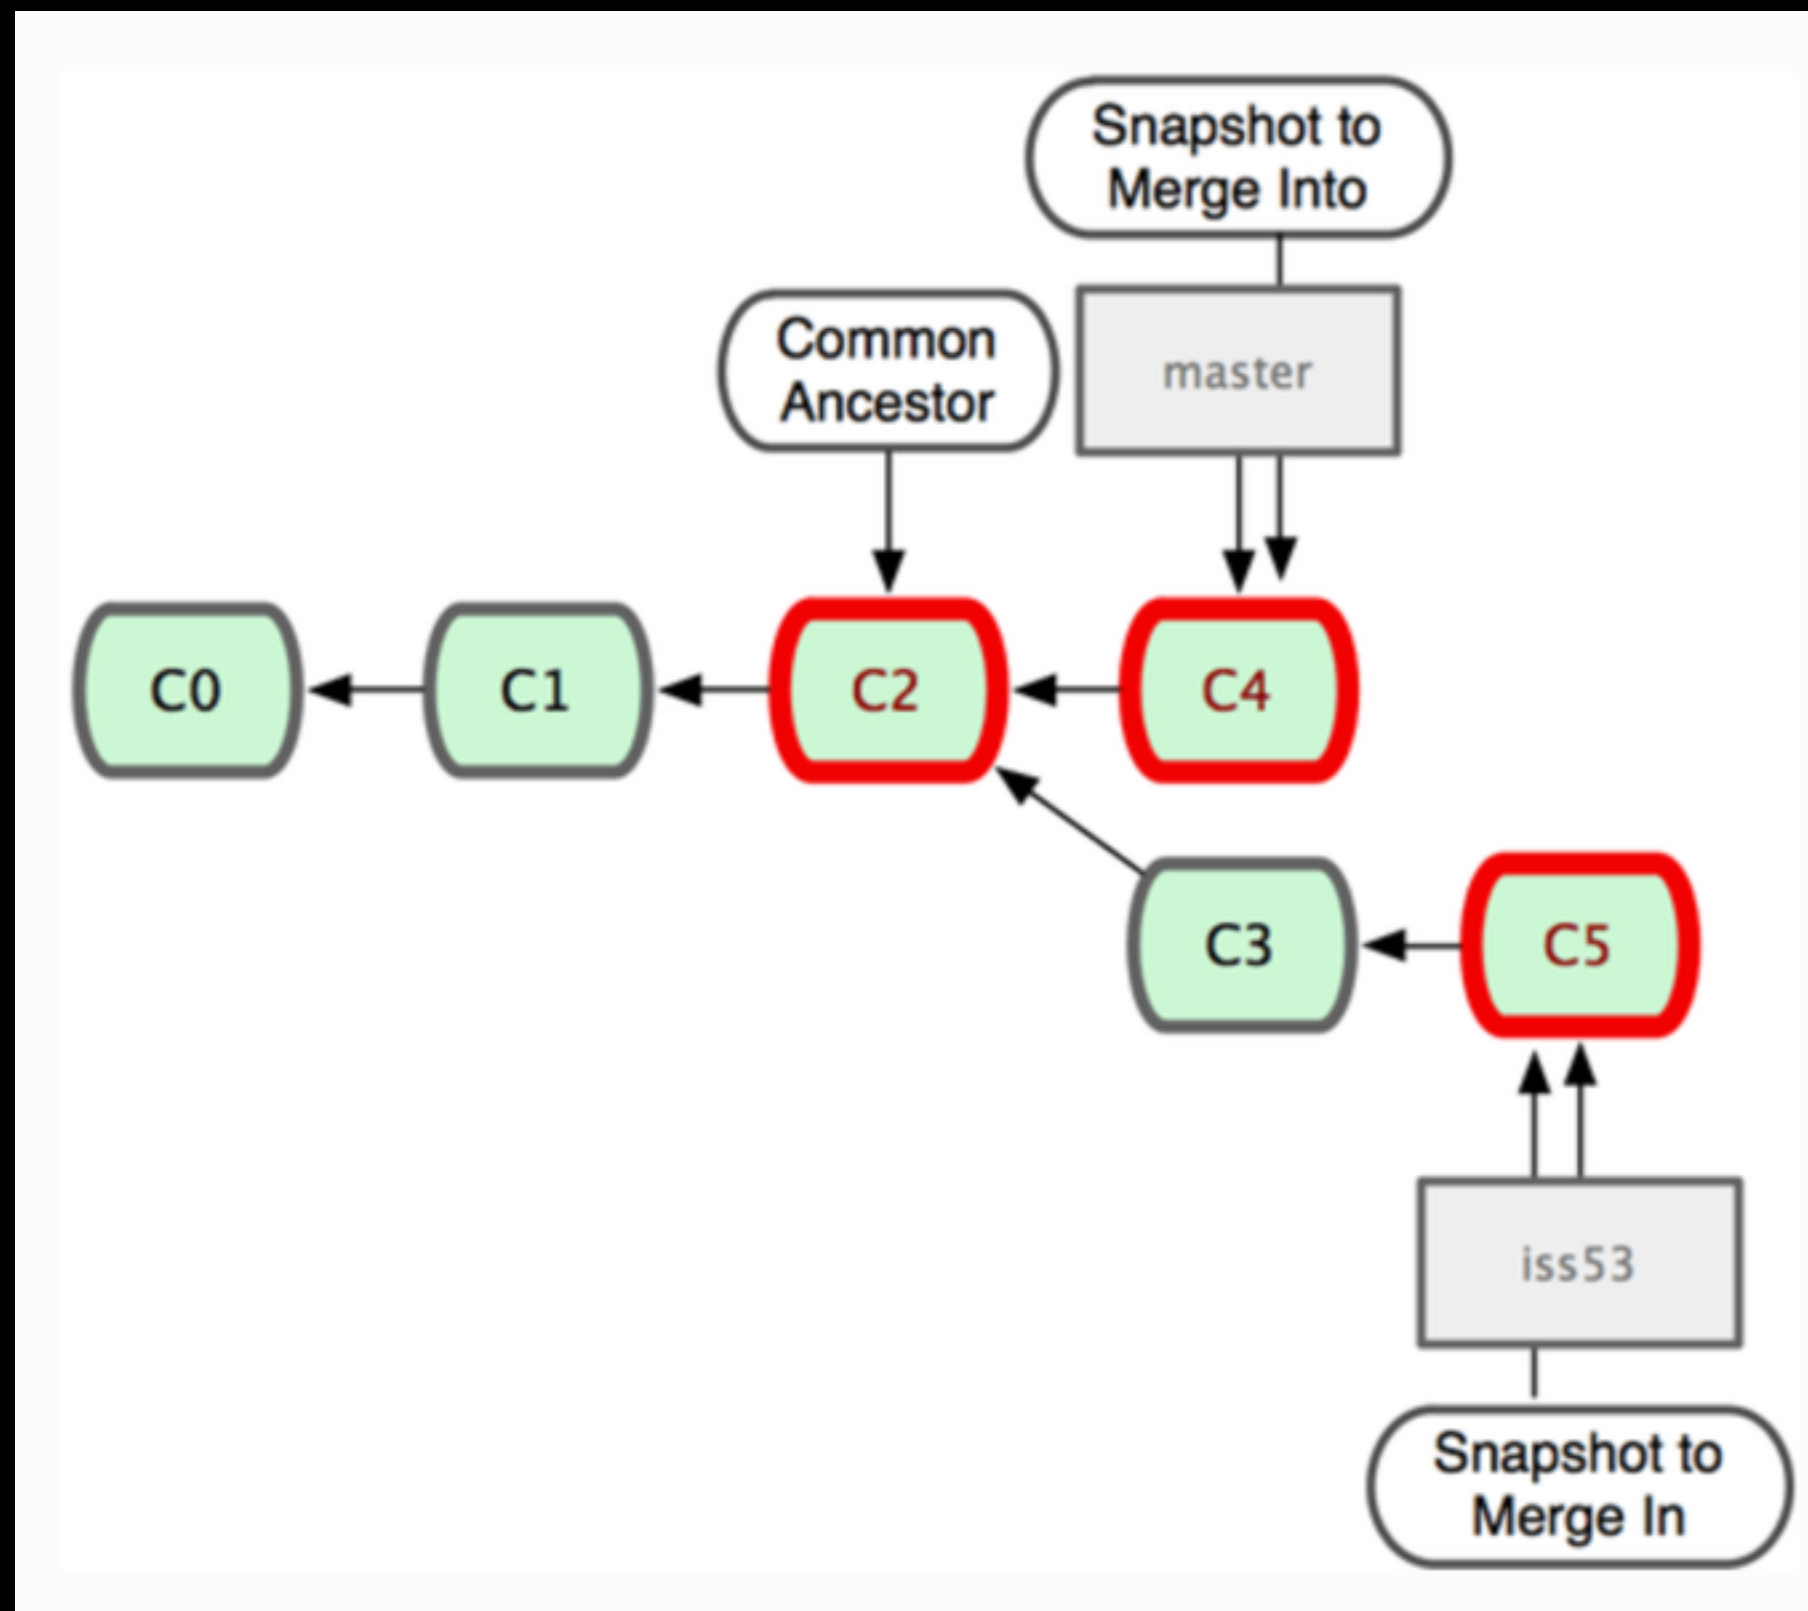 Snapshot to
Merge Into
Common
Ancestor
master
C0
C1
C2
C4
C3
C5
iss53
Snapshot to
Merge In